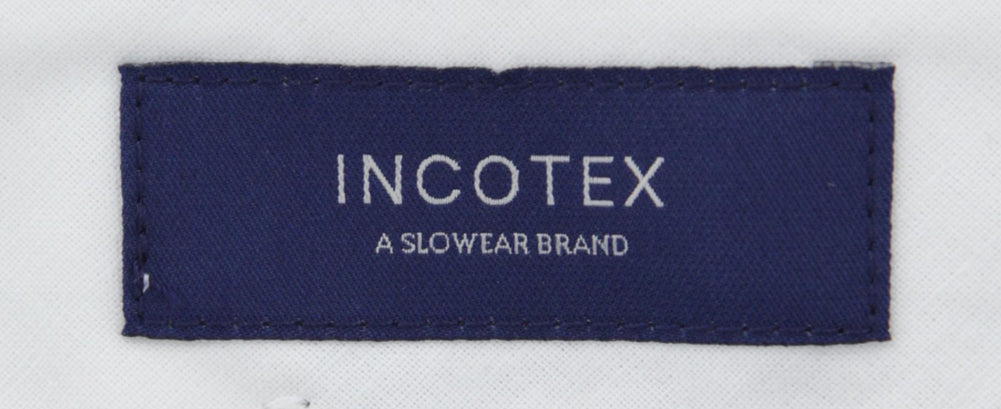 INCOTEX
A SLOWEAR BRAND